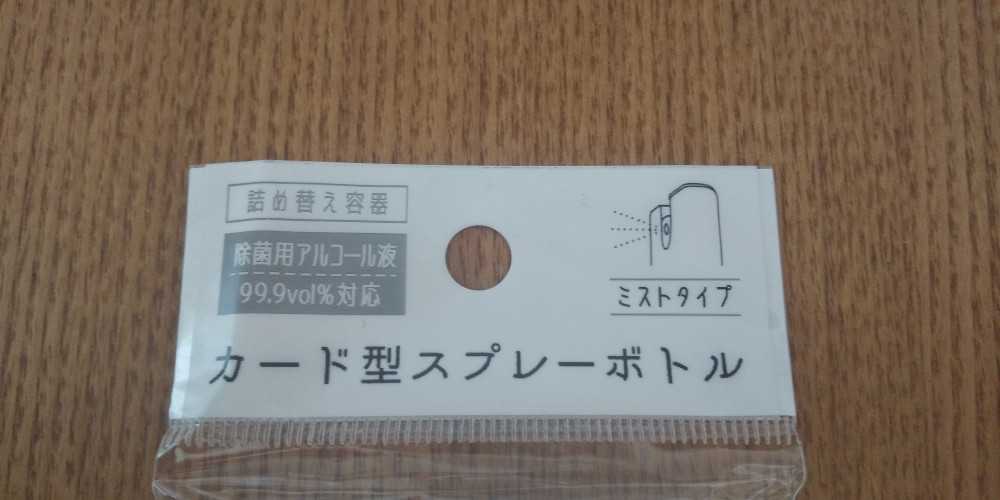 詰め替え容器
除菌用アルコール液
99.9vol%対応
ミストタイプ
カード型スプレーボトル